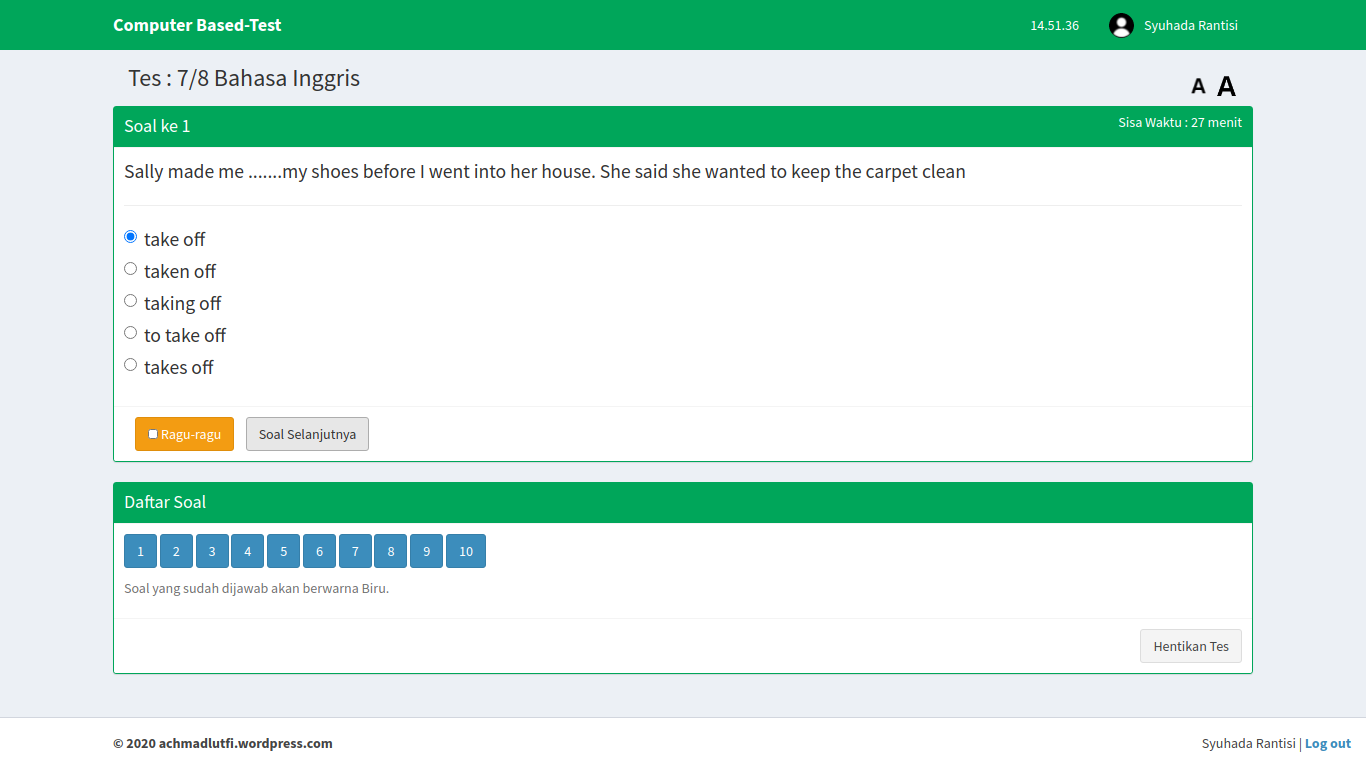 Computer Based-Test
14.51.36
Syuhada Rantisi
Tes : 7/8 Bahasa Inggris
A A
Soal ke 1
Sisa Waktu : 27 menit
Sally made me .......my shoes before I went into her house. She said she wanted to keep the carpet clean
take off
taken off
taking off
to take off
takes off
Ragu-ragu
Soal Selanjutnya
Daftar Soal
1 2 3 4 5 6 7 8 9 10
Soal yang sudah dijawab akan berwarna Biru.
Hentikan Tes
© 2020 achmadlutfi.wordpress.com
Syuhada Rantisi | Log out